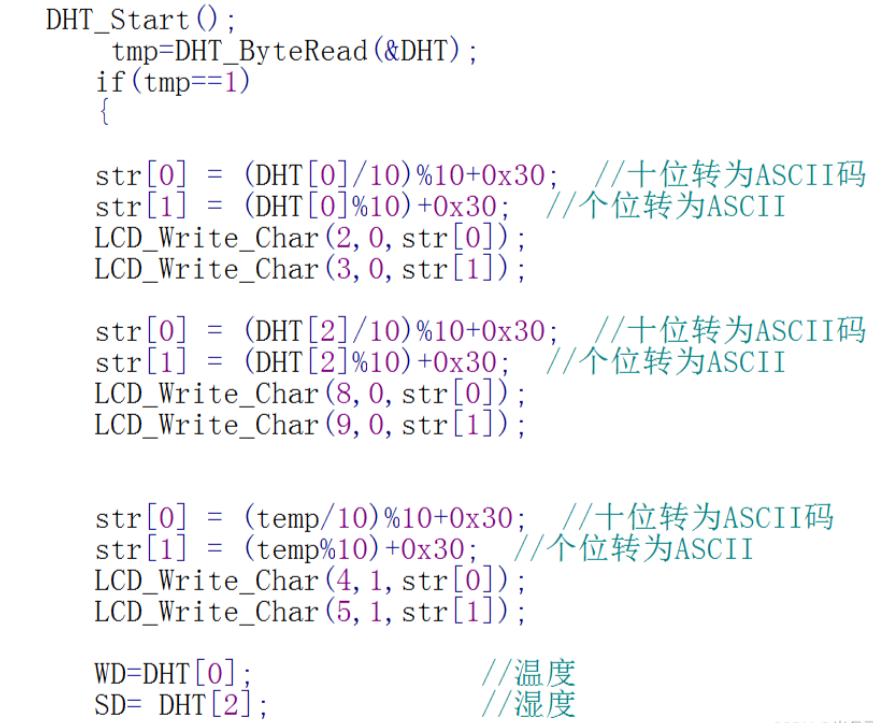 DHT_Start();
tmp=DHT_ByteRead(&DHT);
if(tmp==1)
{
str[0] = (DHT[0]/10)%10+0x30; //十位转为ASCII码
str[1] = (DHT[0]%10)+0x30; //个位转为ASCII
LCD_Write_Char(2,0,str[0]);
LCD_Write_Char(3,0,str[1]);
str[0] = (DHT[2]/10)%10+0x30; //十位转为ASCII码
str[1] = (DHT[2]%10)+0x30; //个位转为ASCII
LCD_Write_Char(8,0,str[0]);
LCD_Write_Char(9,0,str[1]);
str[0] = (temp/10)%10+0x30; //十位转为ASCII码
str[1] = (temp%10)+0x30; //个位转为ASCII
LCD_Write_Char(4,1,str[0]);
LCD_Write_Char(5,1,str[1]);
WD=DHT[0]; //温度
SD= DHT[2]; //湿度